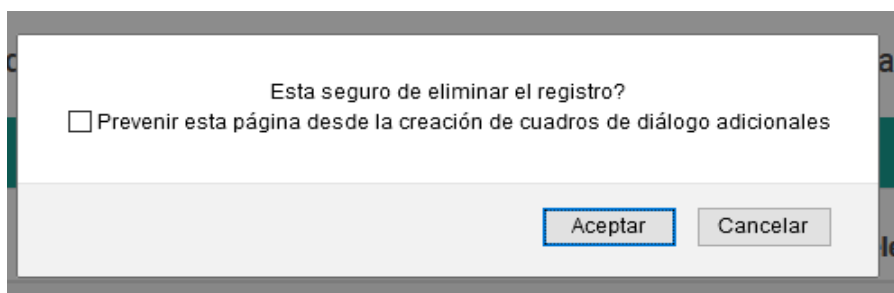 Esta seguro de eliminar el registro?
Prevenir esta página desde la creación de cuadros de diálogo adicionales
Aceptar Cancelar